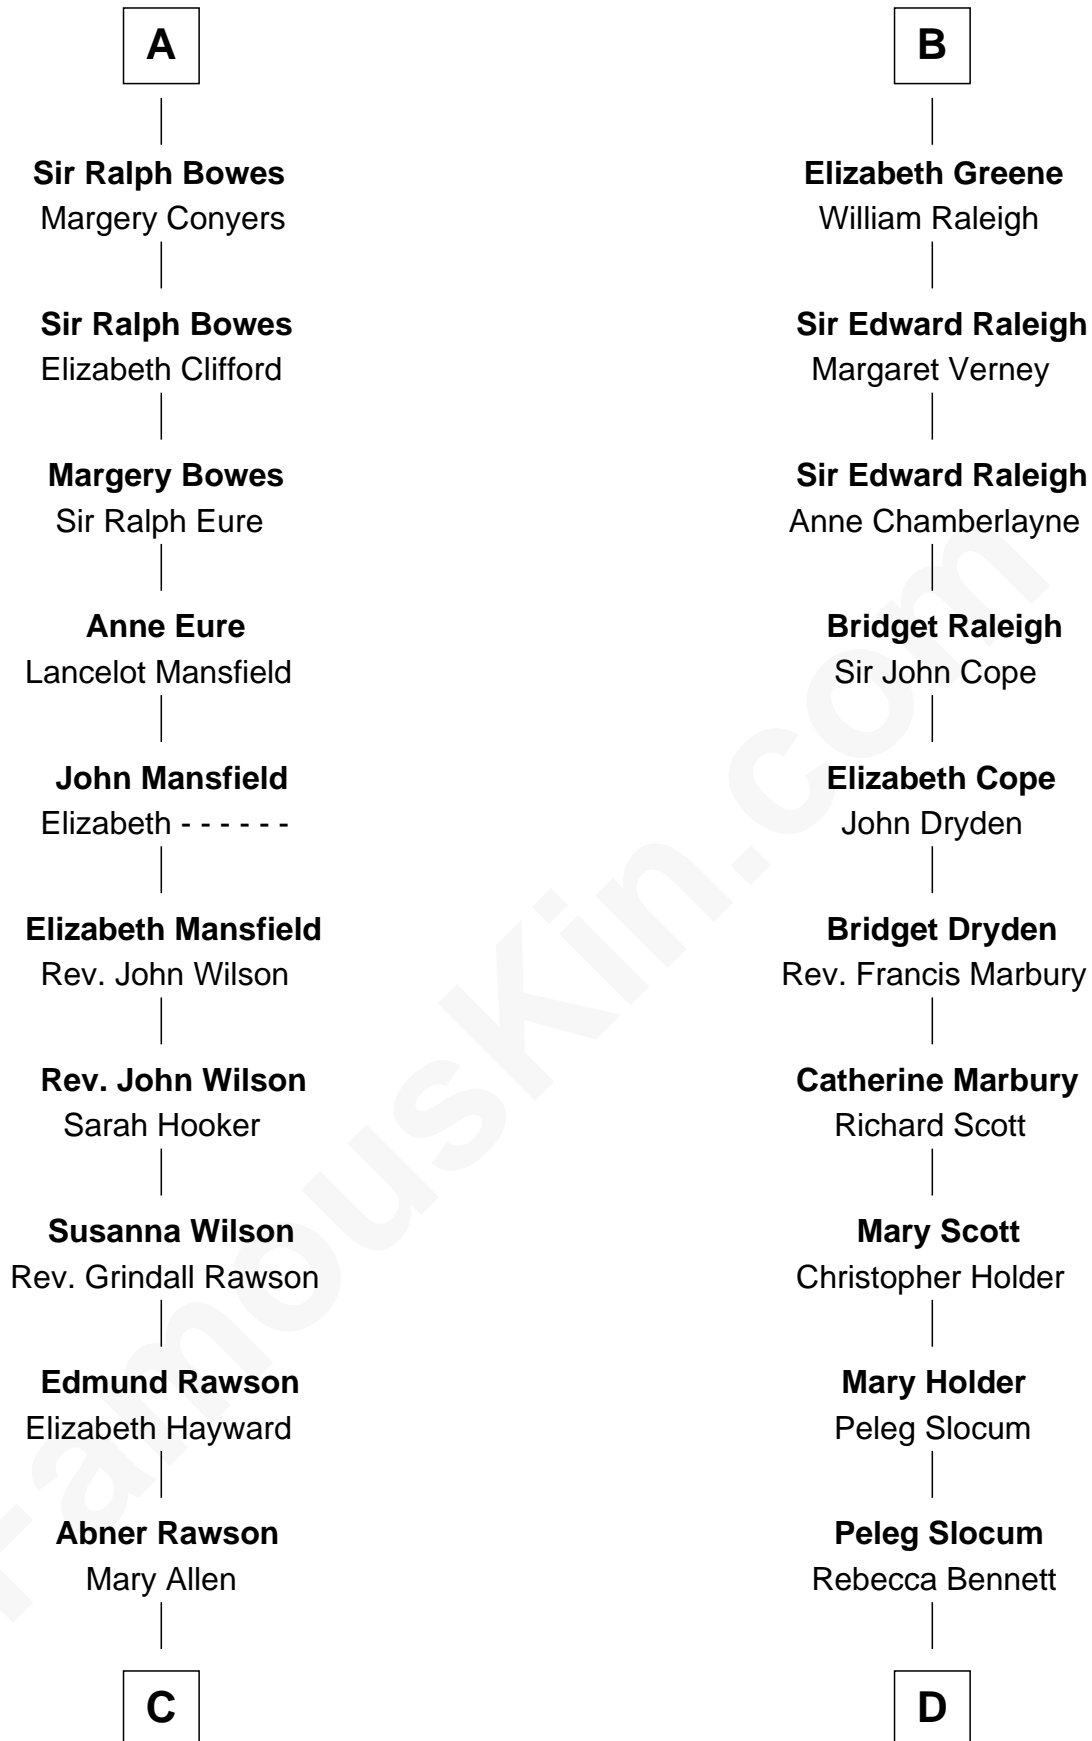 A
Sir Ralph Bowes
Margery Conyers
Sir Ralph Bowes
Elizabeth Clifford
Margery Bowes
Sir Ralph Eure
Anne Eure
Lancelot Mansfield
John Mansfield
Elizabeth - - - - - -
Elizabeth Mansfield
Rev. John Wilson
Rev. John Wilson
Sarah Hooker
Susanna Wilson
Rev. Grindall Rawson
Edmund Rawson
Elizabeth Hayward
Abner Rawson
Mary Allen
C
B
Elizabeth Greene
William Raleigh
Sir Edward Raleigh
Margaret Verney
Sir Edward Raleigh
Anne Chamberlayne
Bridget Raleigh
Sir John Cope
Elizabeth Cope
John Dryden
Bridget Dryden
Rev. Francis Marbury
Catherine Marbury
Richard Scott
Mary Scott
Christopher Holder
Mary Holder
Peleg Slocum
Peleg Slocum
Rebecca Bennett
D
FamousKin.com